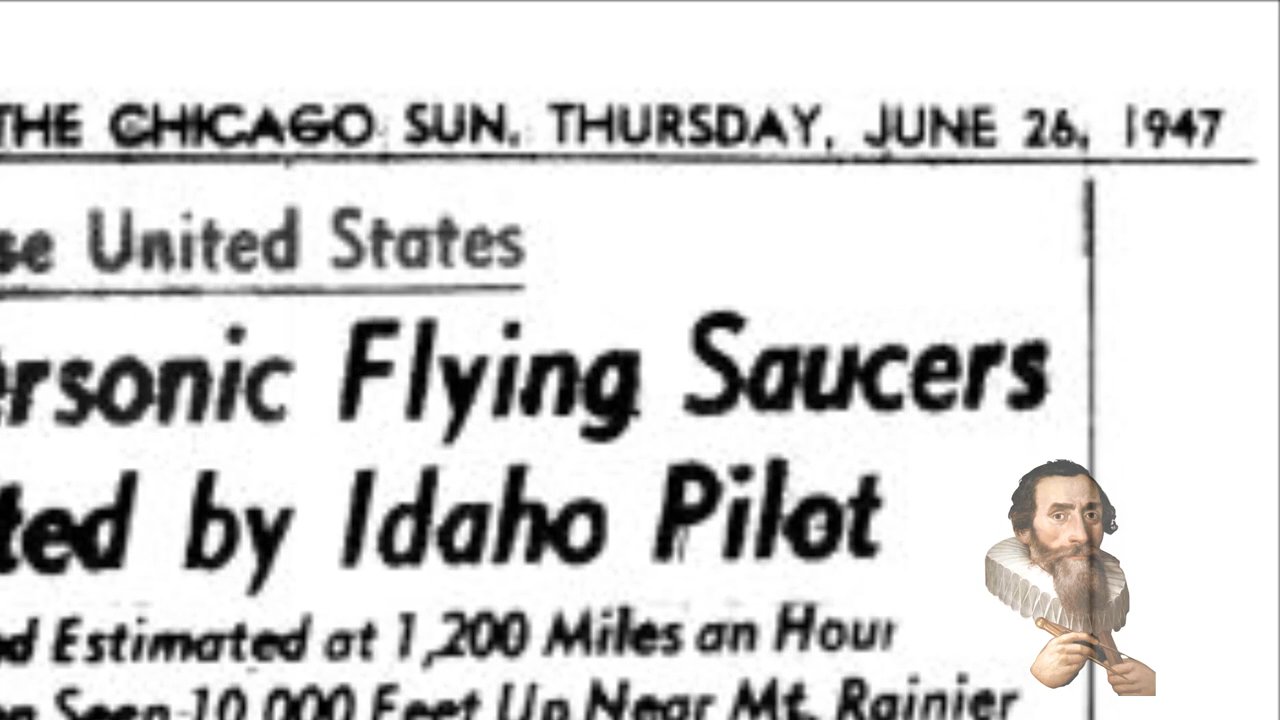 THE CHICAGO SUN, THURSDAY, JUNE 26, 1947
se United States
ersonic Flying Saucers
ted by Idaho Pilot
d Estimated at 1,200 Miles an Hour
n Seen 10,000 Feet Up Near Mt. Rainier